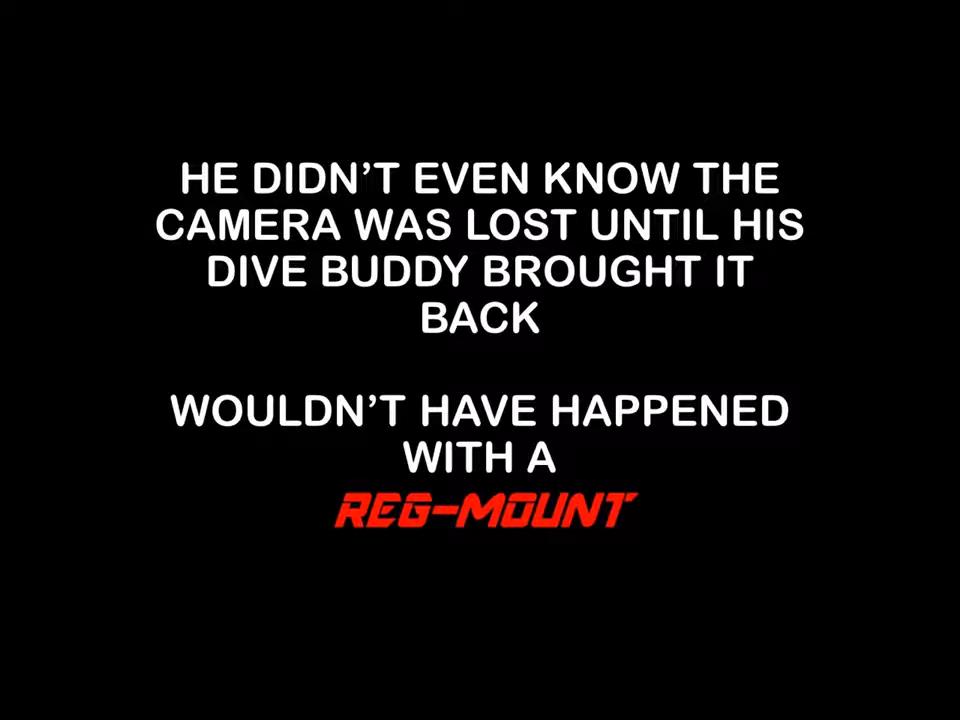 HE DIDN’T EVEN KNOW THE
CAMERA WAS LOST UNTIL HIS
DIVE BUDDY BROUGHT IT
BACK
WOULDN’T HAVE HAPPENED
WITH A
REG-MOUNT